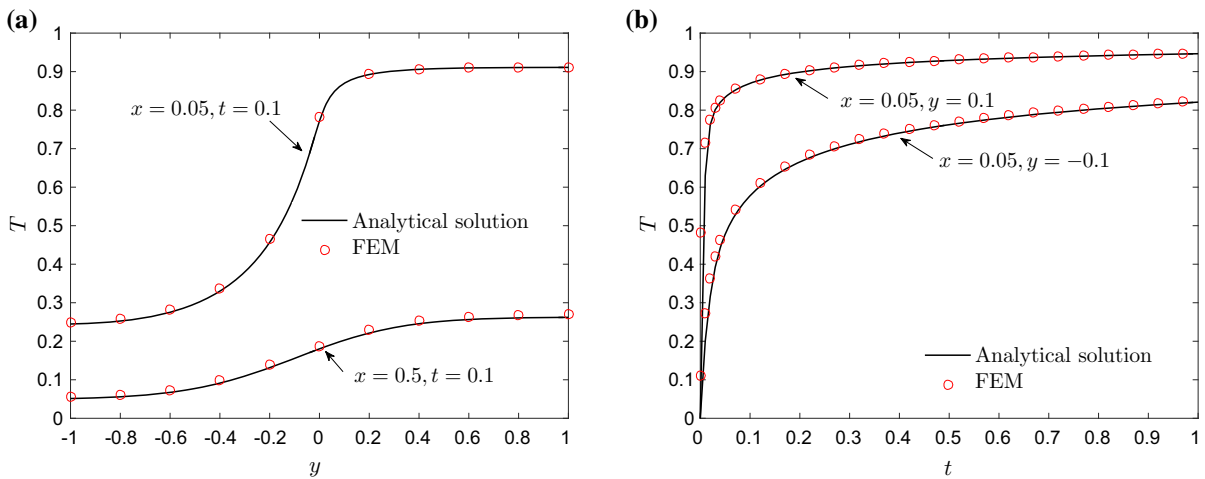 (a)
1
0.9
0.8
0.7
0.6
0.5
0.4
0.3
0.2
0.1
0
T
x = 0.05, t = 0.1
Analytical solution
FEM
x = 0.5, t = 0.1
-1 -0.8 -0.6 -0.4 -0.2 0 0.2 0.4 0.6 0.8 1
y
(b)
1
0.9
0.8
0.7
0.6
0.5
0.4
0.3
0.2
0.1
0
T
x = 0.05, y = 0.1
x = 0.05, y = −0.1
Analytical solution
FEM
0 0.1 0.2 0.3 0.4 0.5 0.6 0.7 0.8 0.9 1
t